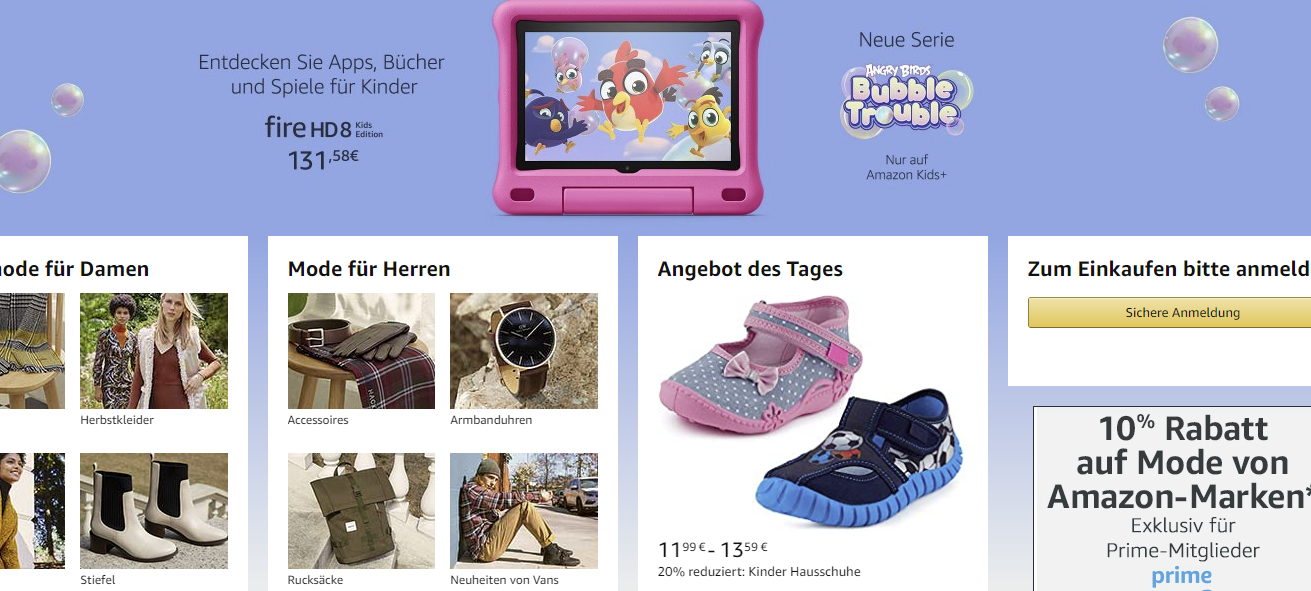 Entdecken Sie Apps, Bücher
und Spiele für Kinder
fire HD 8 Kids Edition
131,58€
Neue Serie
ANGRY BIRDS
Bubble
Trouble
Nur auf
Amazon Kids+
ode für Damen
Herbstkleider
Stiefel
Mode für Herren
Accessoires
Armbanduhren
Rucksäcke
Neuheiten von Vans
Angebot des Tages
11 99 € - 13 59 €
20% reduziert: Kinder Hausschuhe
Zum Einkaufen bitte anmeld
Sichere Anmeldung
10% Rabatt
auf Mode von
Amazon-Marken*
Exklusiv für
Prime-Mitglieder
prime